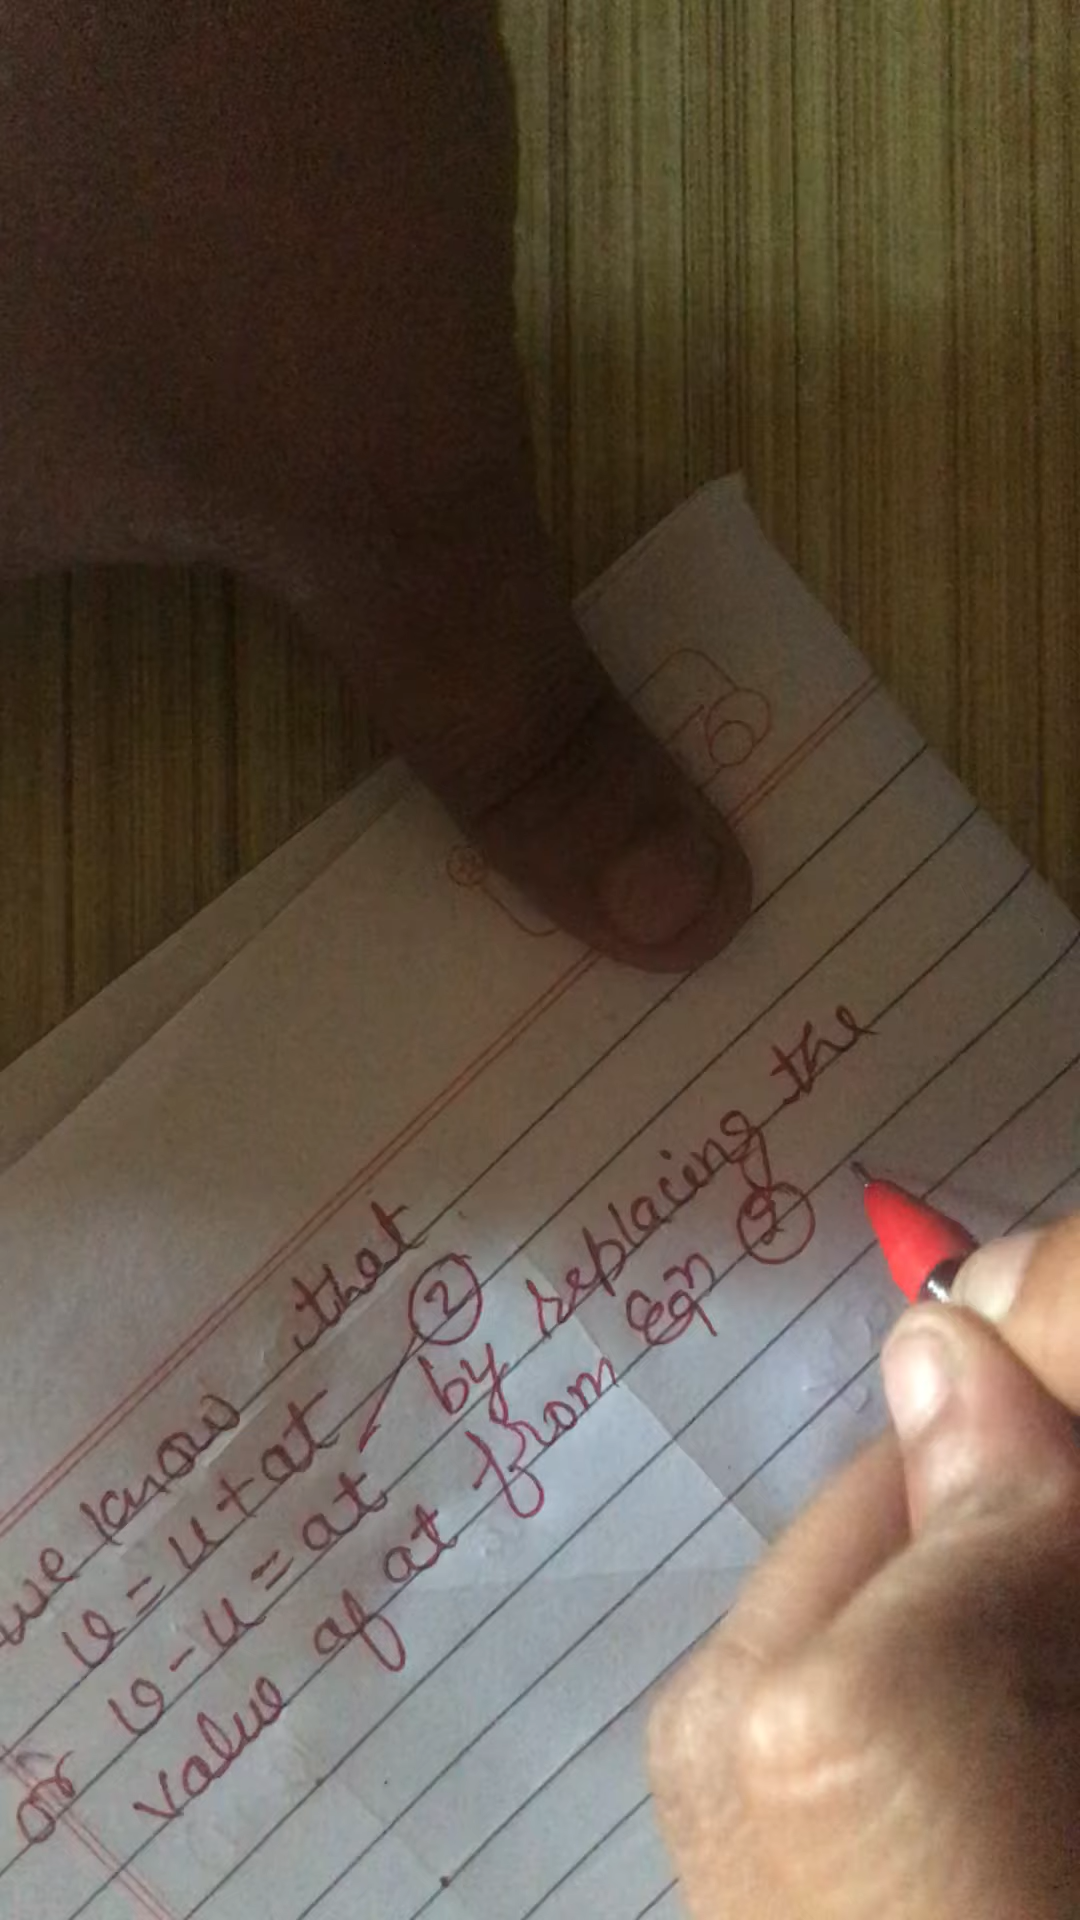 we know that
v = u + at — (2)
or v - u = at by replacing the
value of at from Eqn (2)